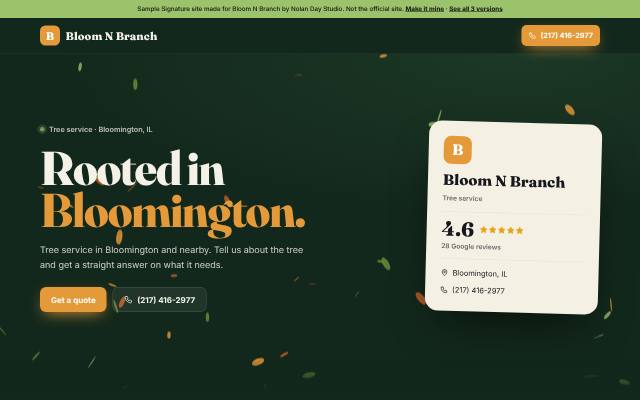 Sample Signature site made for Bloom N Branch by Nolan Day Studio. Not the official site. Make it mine · See all 3 versions
B Bloom N Branch
(217) 416-2977
Tree service · Bloomington, IL
Rooted in
Bloomington.
Tree service in Bloomington and nearby. Tell us about the tree
and get a straight answer on what it needs.
Get a quote
(217) 416-2977
B
Bloom N Branch
Tree service
4.6 ★★★★★
28 Google reviews
Bloomington, IL
(217) 416-2977